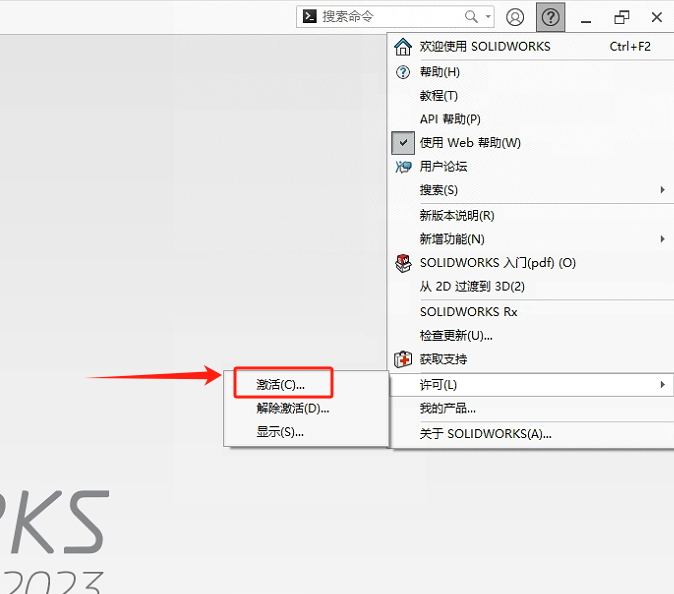 搜索命令
欢迎使用 SOLIDWORKS Ctrl+F2
帮助(H)
教程(T)
API 帮助(P)
使用 Web 帮助(W)
用户论坛
搜索(S)
新版本说明(R)
新增功能(N)
SOLIDWORKS 入门(pdf) (O)
从 2D 过渡到 3D(2)
SOLIDWORKS Rx
检查更新(U)...
获取支持
许可(L)
激活(C)...
解除激活(D)...
显示(S)...
我的产品...
关于 SOLIDWORKS(A)...
RKS
2023